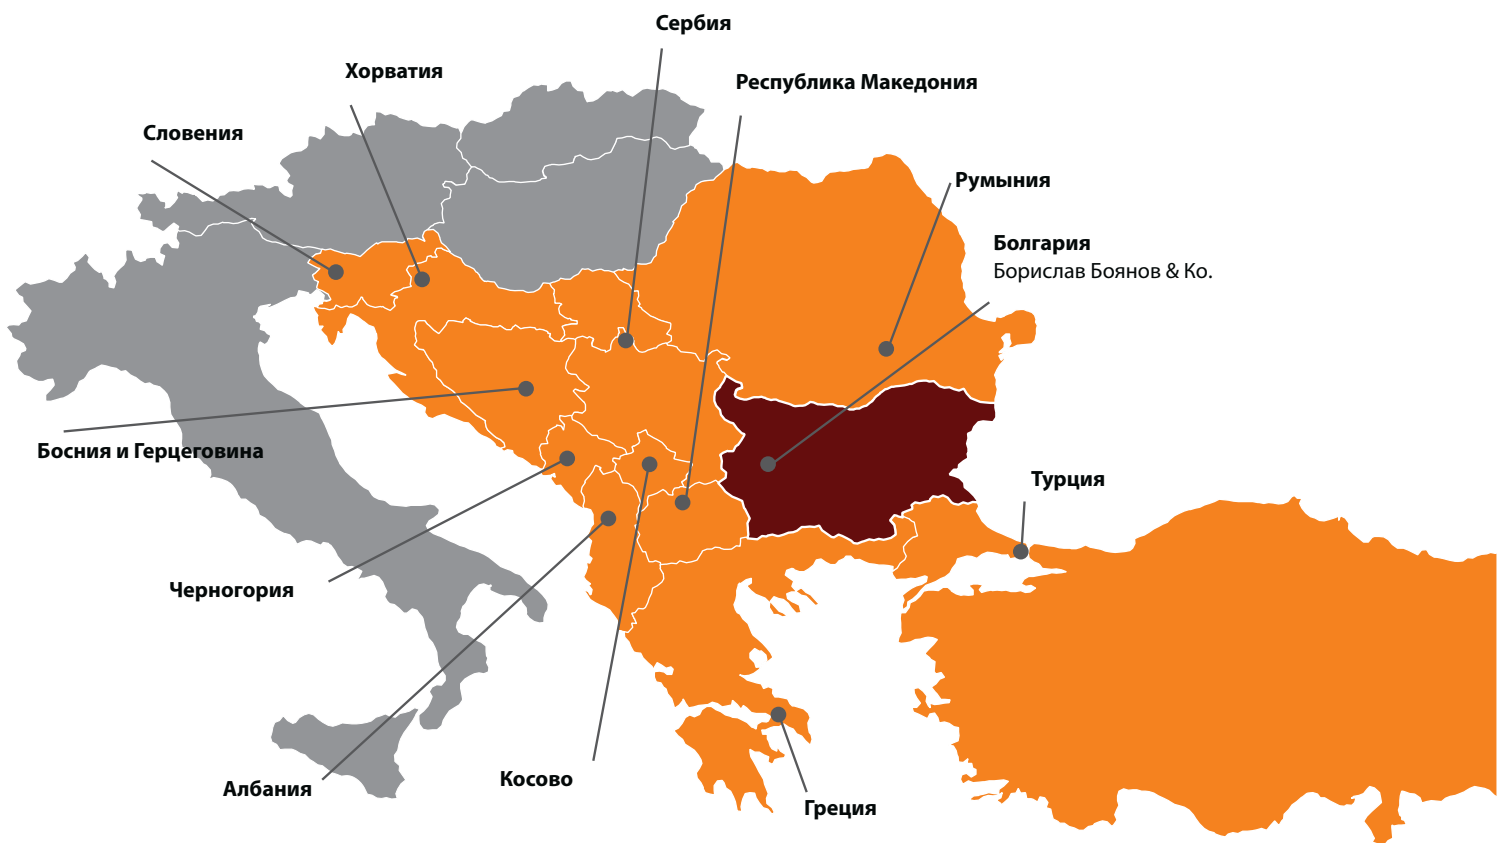 Сербия
Хорватия
Республика Македония
Словения
Румыния
Болгария
Борислав Боянов & Ко.
Босния и Герцеговина
Турция
Черногория
Косово
Албания
Греция